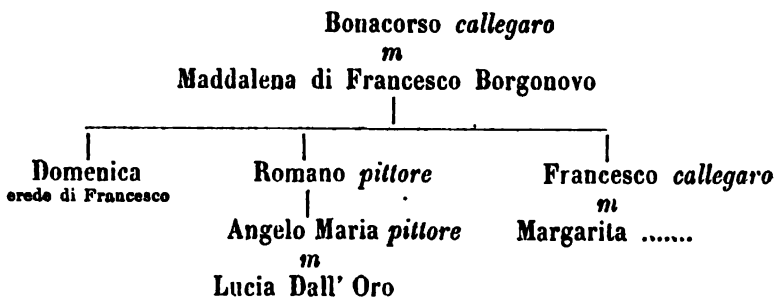 Bonacorso callegaro
m
Maddalena di Francesco Borgonovo
Domenica
erede di Francesco
Romano pittore
Angelo Maria pittore
m
Lucia Dall' Oro
Francesco callegaro
m
Margarita .......